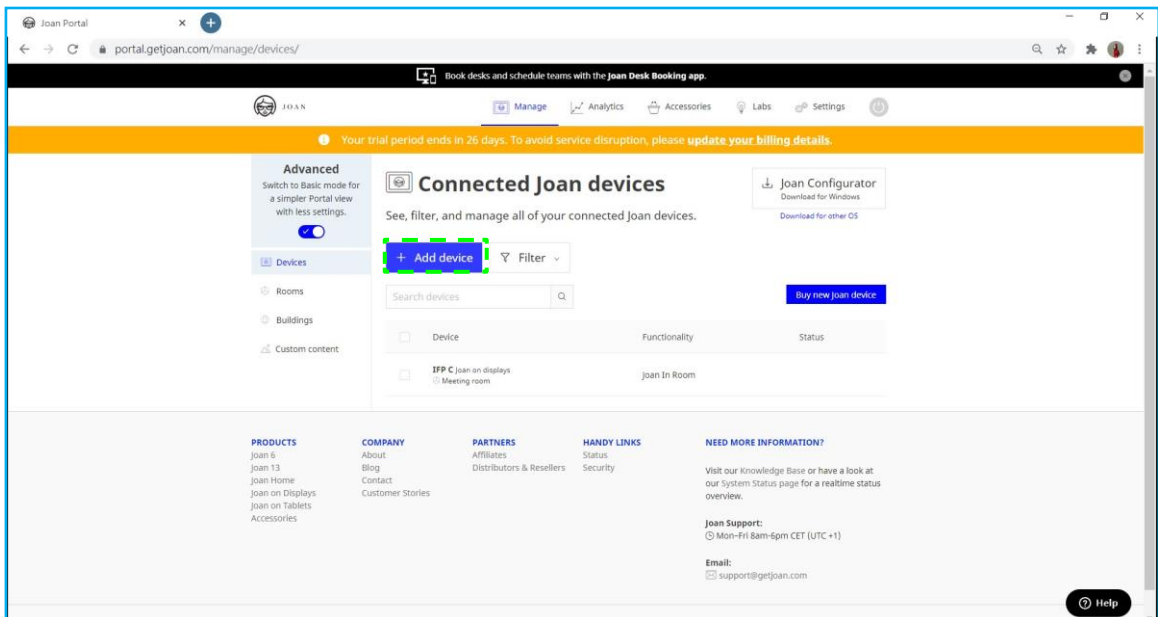 Joan Portal
portal.getjoan.com/manage/devices/
Book desks and schedule teams with the Joan Desk Booking app.
JOAN
Manage
Analytics
Accessories
Labs
Settings
Your trial period ends in 26 days. To avoid service disruption, please update your billing details.
Advanced
Switch to Basic mode for
a simpler Portal view
with less settings.
Devices
Rooms
Buildings
Custom content
Connected Joan devices
See, filter, and manage all of your connected Joan devices.
Joan Configurator
Download for Windows
Download for other OS
+ Add device
Filter
Search devices
Buy new Joan device
Device
Functionality
Status
IFP C Joan on displays
Meeting room
Joan In Room
PRODUCTS
Joan 6
Joan 13
Joan Home
Joan on Displays
Joan on Tablets
Accessories
COMPANY
About
Blog
Contact
Customer Stories
PARTNERS
Affiliates
Distributors & Resellers
HANDY LINKS
Status
Security
NEED MORE INFORMATION?
Visit our Knowledge Base or have a look at
our System Status page for a realtime status
overview.
Joan Support:
Mon–Fri 8am-6pm CET (UTC +1)
Email:
support@getjoan.com
Help